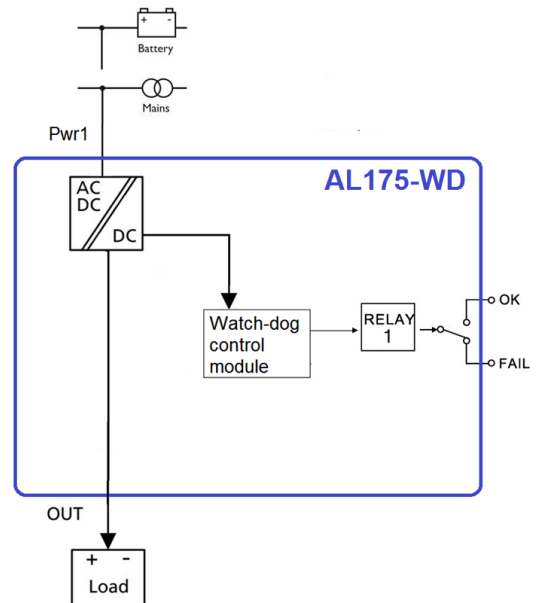 + -
Battery
Mains
Pwr1
AL175-WD
AC
DC
DC
Watch-dog
control
module
RELAY
1
OK
FAIL
OUT
+ -
Load